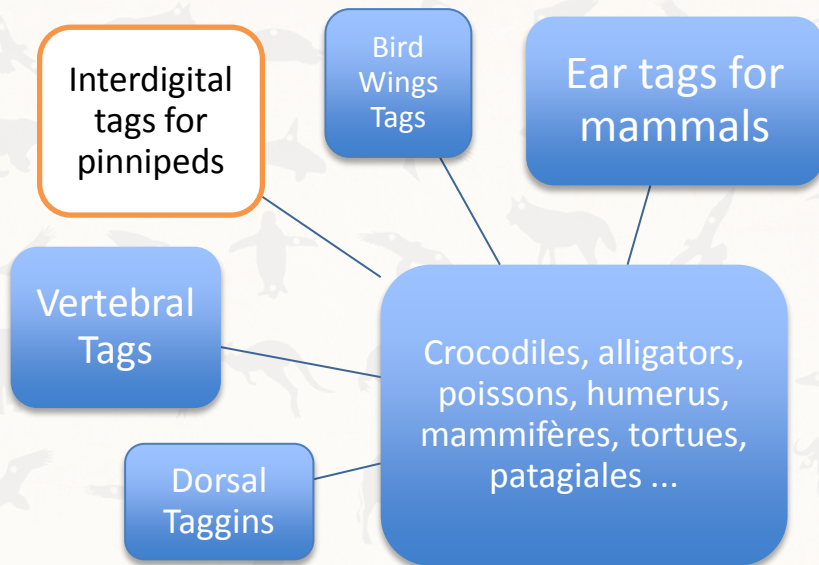 Interdigital
tags for
pinnipeds
Bird
Wings
Tags
Ear tags for
mammals
Vertebral
Tags
Crocodiles, alligators,
poissons, humerus,
mammifères, tortues,
patagiales ...
Dorsal
Taggins